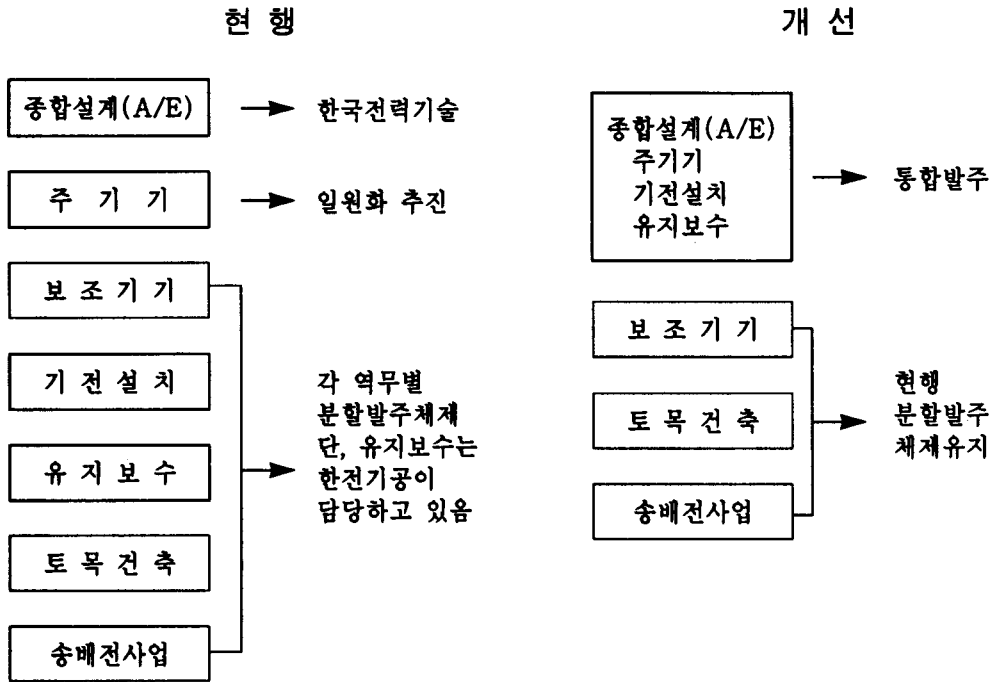 현 행
종합설계(A/E)
한국전력기술
주 기 기
일원화 추진
보 조 기 기
기 전 설 치
유 지 보 수
토 목 건 축
송배전사업
각 역무별
분할발주체제
단, 유지보수는
한전기공이
담당하고 있음
개 선
종합설계(A/E)
주기기
기전설치
유지보수
통합발주
보 조 기 기
토 목 건 축
송배전사업
현행
분할발주
체제유지